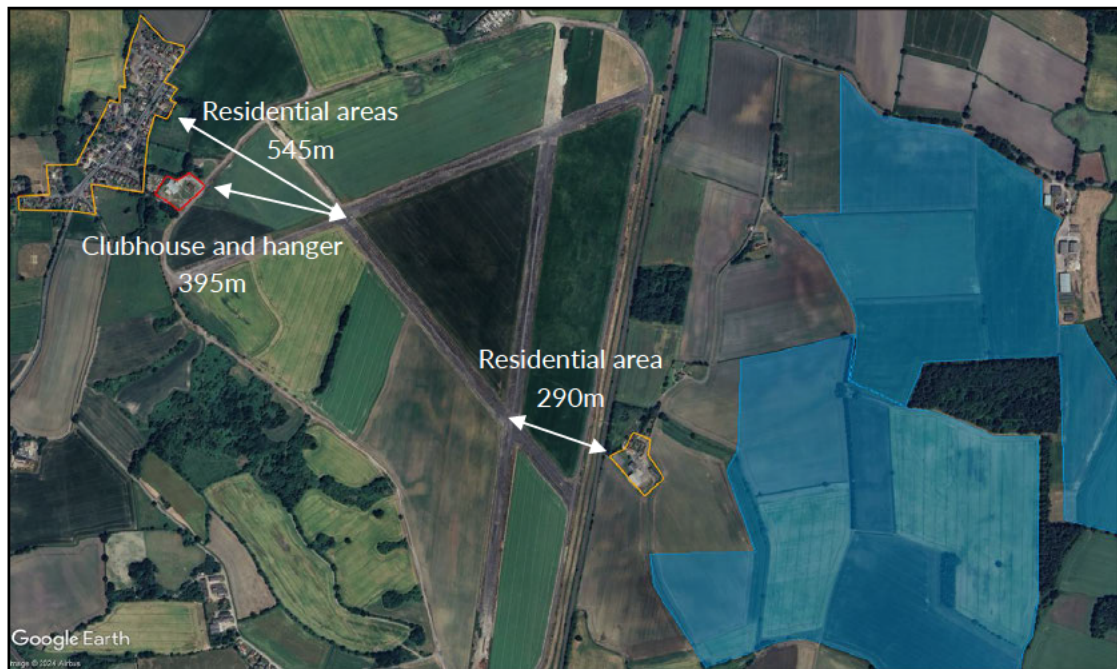 Residential areas
545m
Clubhouse and hanger
395m
Residential area
290m
Google Earth
Image © 2024 Airbus